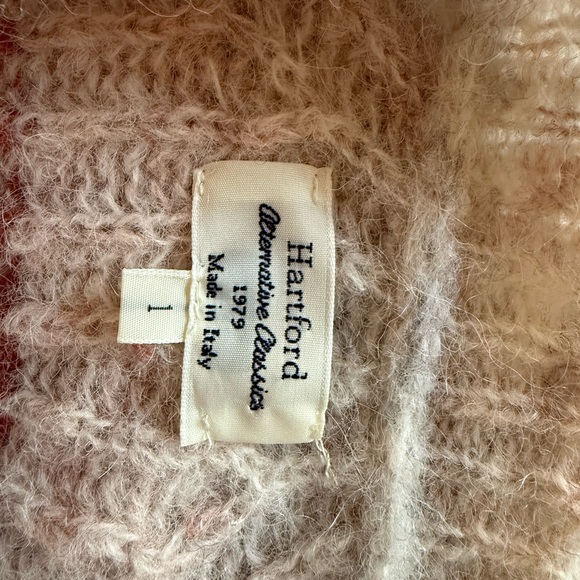 Hartford
Alternative Classics
1979
Made in Italy
1